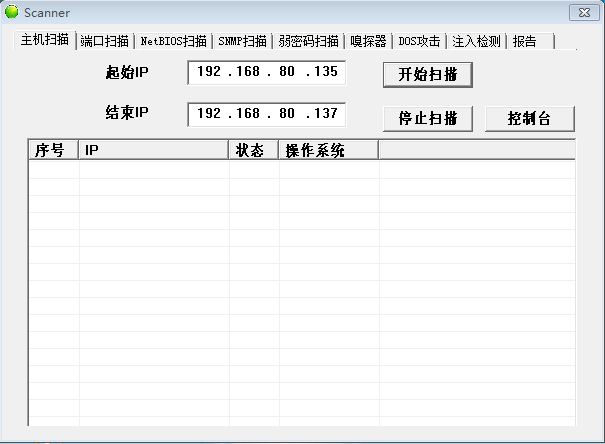 Scanner
主机扫描 端口扫描 NetBIOS扫描 SNMP扫描 弱密码扫描 嗅探器 DOS攻击 注入检测 报告
起始IP 192 .168 . 80 .135 开始扫描
结束IP 192 .168 . 80 .137 停止扫描 控制台
序号 IP 状态 操作系统